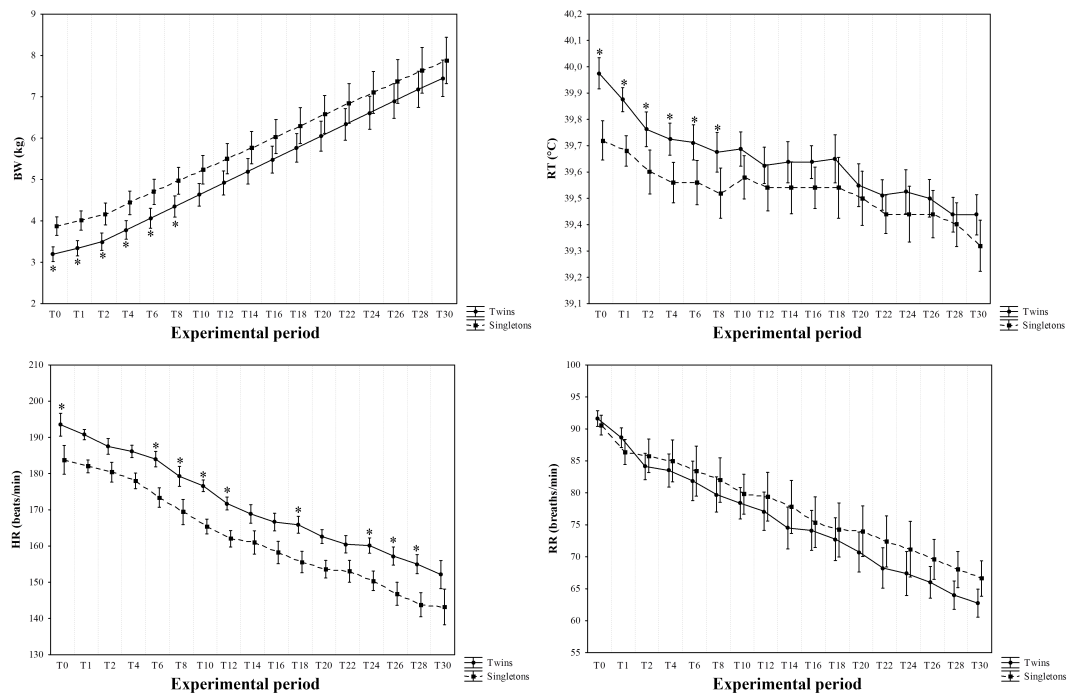 9
8
7
6
5
4
3
2
BW (kg)
* * * * * *
T0 T1 T2 T4 T6 T8 T10 T12 T14 T16 T18 T20 T22 T24 T26 T28 T30
Experimental period
Twins
Singletons
40,2
40,1
40,0
39,9
39,8
39,7
39,6
39,5
39,4
39,3
39,2
39,1
RT (°C)
* * * * * *
T0 T1 T2 T4 T6 T8 T10 T12 T14 T16 T18 T20 T22 T24 T26 T28 T30
Experimental period
Twins
Singletons
210
200
190
180
170
160
150
140
130
HR (beats/min)
* * * * * * * * *
T0 T1 T2 T4 T6 T8 T10 T12 T14 T16 T18 T20 T22 T24 T26 T28 T30
Experimental period
Twins
Singletons
100
95
90
85
80
75
70
65
60
55
RR (breaths/min)
T0 T1 T2 T4 T6 T8 T10 T12 T14 T16 T18 T20 T22 T24 T26 T28 T30
Experimental period
Twins
Singletons